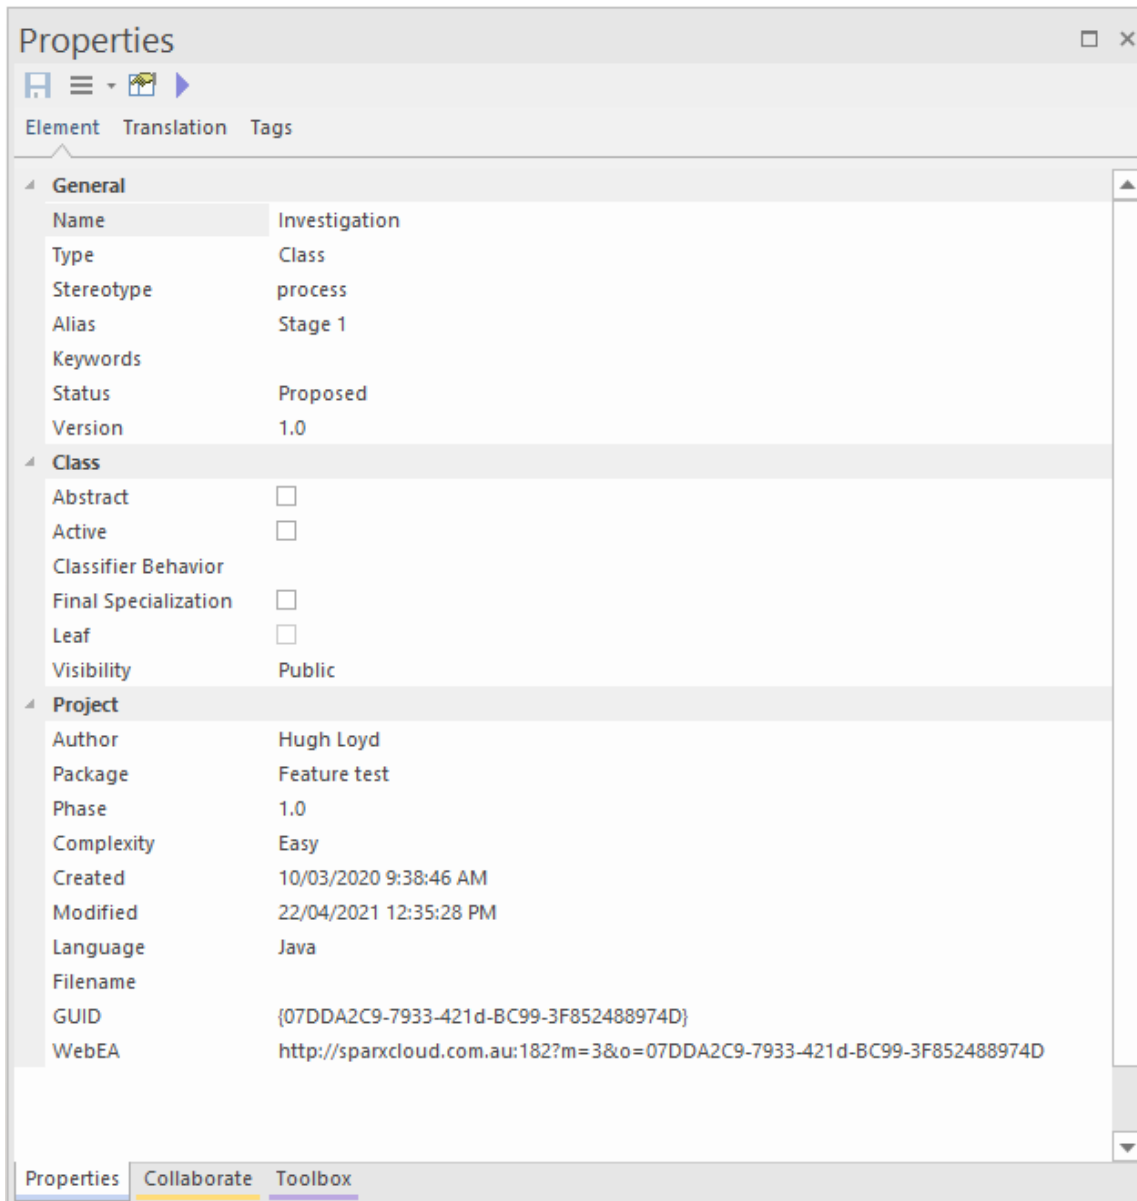 Properties
Element Translation Tags
General
Name Investigation
Type Class
Stereotype process
Alias Stage 1
Keywords
Status Proposed
Version 1.0
Class
Abstract
Active
Classifier Behavior
Final Specialization
Leaf
Visibility Public
Project
Author Hugh Loyd
Package Feature test
Phase 1.0
Complexity Easy
Created 10/03/2020 9:38:46 AM
Modified 22/04/2021 12:35:28 PM
Language Java
Filename
GUID {07DDA2C9-7933-421d-BC99-3F852488974D}
WebEA http://sparxcloud.com.au:182?m=3&o=07DDA2C9-7933-421d-BC99-3F852488974D
Properties Collaborate Toolbox